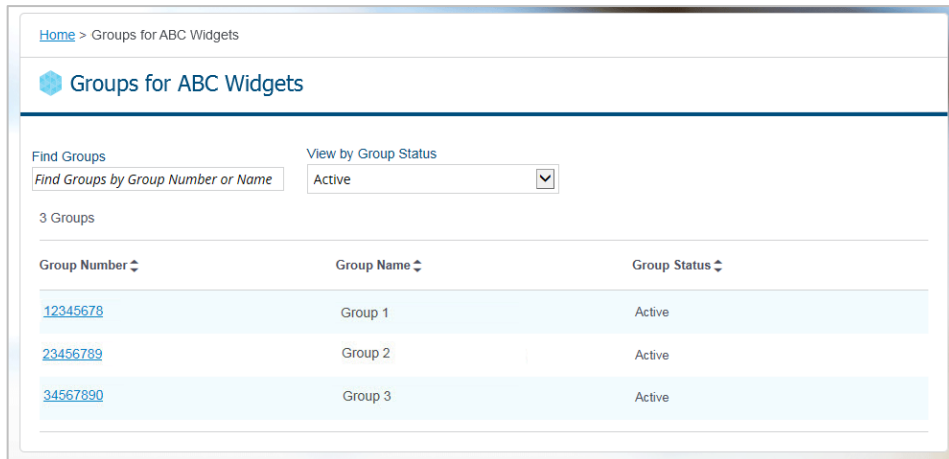 Home > Groups for ABC Widgets
Groups for ABC Widgets
Find Groups
View by Group Status
Find Groups by Group Number or Name
Active
3 Groups
Group Number Group Name Group Status
12345678 Group 1 Active
23456789 Group 2 Active
34567890 Group 3 Active